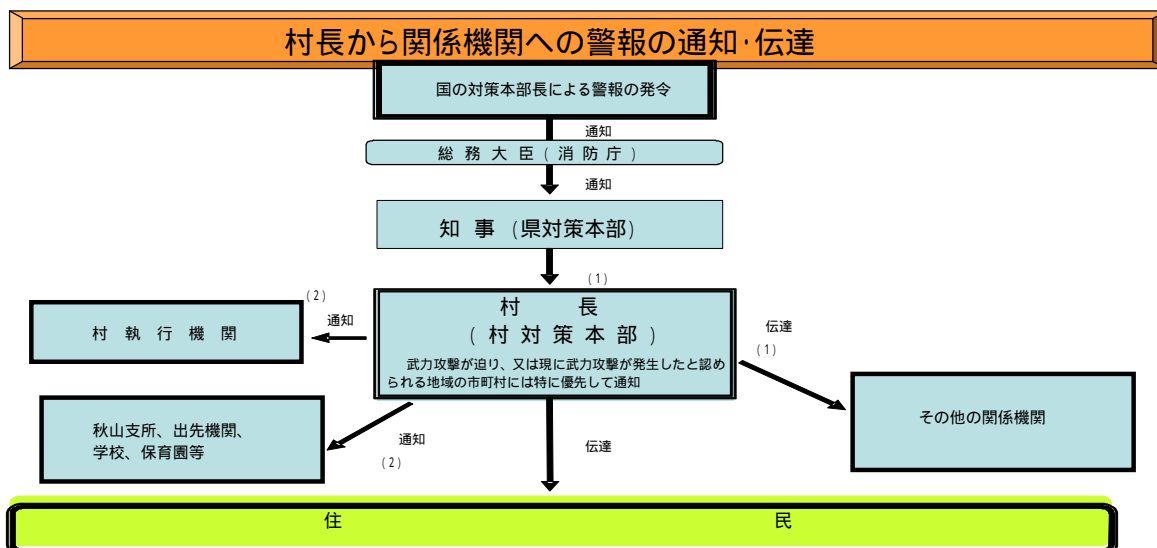 村長から関係機関への警報の通知･伝達
国の対策本部長による警報の発令
通知
総 務 大 臣 ( 消 防 庁 )
通知
知 事 (県対策本部)
(1)
村 長
( 村 対 策 本 部 )
武力攻撃が迫り、又は現に武力攻撃が発生したと認め
られる地域の市町村には特に優先して通知
(2)
通知
村 執 行 機 関
伝達
(1)
秋山支所、出先機関、
学校、保育園等
通知
(2)
伝達
その他の関係機関
住 民